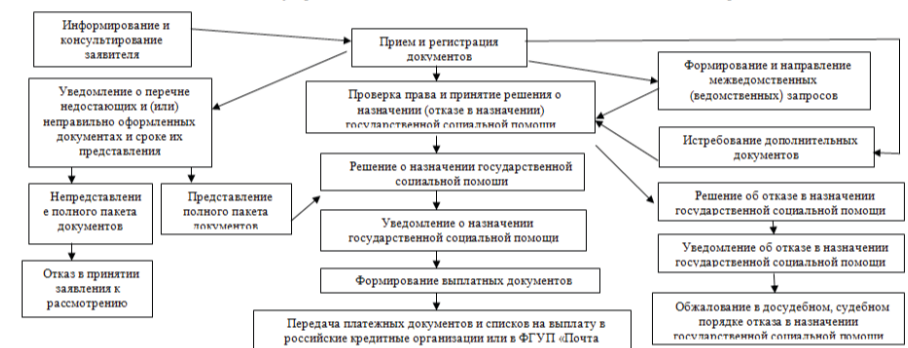 Информирование и
консультирование
заявителя
Прием и регистрация
документов
Формирование и направление
межведомственных
(ведомственных) запросов
Уведомление о перечне
недостающих и (или)
неправильно оформленных
документах и сроке их
представления
Проверка права и принятие решения о
назначении (отказе в назначении)
государственной социальной помощи
Истребование дополнительных
документов
Решение о назначении государственной
социальной помощи
Непредставлени
е полного пакета
документов
Представление
полного пакета
документов
Решение об отказе в назначении
государственной социальной помощи
Уведомление о назначении
государственной социальной помощи
Уведомление об отказе в назначении
государственной социальной помощи
Отказ в принятии
заявления к
рассмотрению
Формирование выплатных документов
Обжалование в досудебном, судебном
порядке отказа в назначении
государственной социальной помощи
Передача платежных документов и списков на выплату в
российские кредитные организации или в ФГУП «Почта